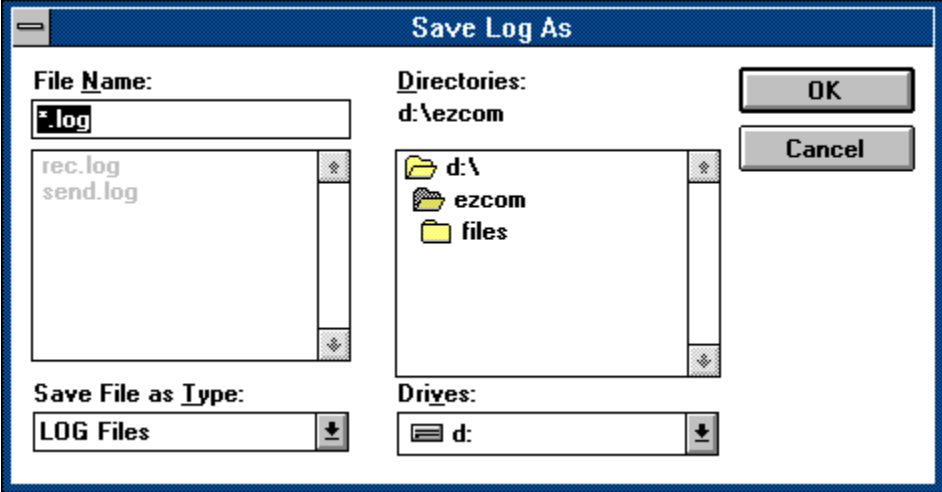 Save Log As
File Name:
*.log
rec.log
send.log
Save File as Type:
LOG Files
Directories:
d:\ezcom
d:\
ezcom
files
Drives:
d:
OK
Cancel